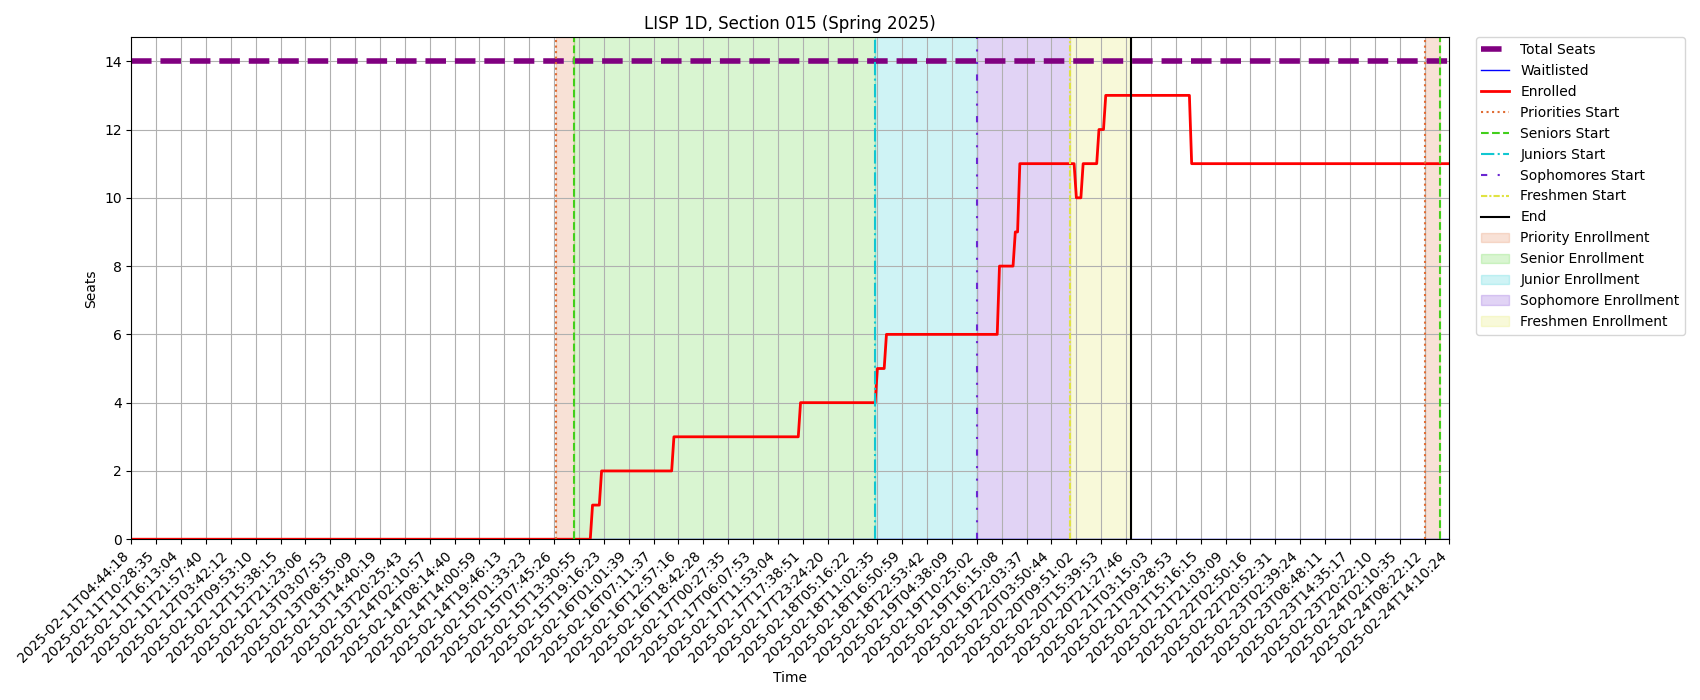 LISP 1D, Section 015 (Spring 2025)
14
12
10
8
6
4
2
0
Seats
2025-02-11T04:44:18
2025-02-11T10:28:35
2025-02-11T16:13:04
2025-02-11T21:57:40
2025-02-12T03:42:12
2025-02-12T09:53:10
2025-02-12T15:38:15
2025-02-12T21:23:06
2025-02-13T03:07:53
2025-02-13T08:55:09
2025-02-13T14:40:19
2025-02-13T20:25:43
2025-02-14T02:10:57
2025-02-14T08:14:40
2025-02-14T14:00:59
2025-02-14T19:46:13
2025-02-15T01:33:23
2025-02-15T07:45:26
2025-02-15T13:30:55
2025-02-15T19:16:23
2025-02-16T01:01:39
2025-02-16T07:11:37
2025-02-16T12:57:16
2025-02-16T18:42:28
2025-02-17T00:27:35
2025-02-17T06:07:53
2025-02-17T11:53:04
2025-02-17T17:38:51
2025-02-17T23:24:20
2025-02-18T05:16:22
2025-02-18T11:02:35
2025-02-18T16:50:59
2025-02-18T22:53:42
2025-02-19T04:38:09
2025-02-19T10:25:02
2025-02-19T16:15:08
2025-02-19T22:03:37
2025-02-20T03:50:44
2025-02-20T09:51:02
2025-02-20T15:39:53
2025-02-20T21:27:46
2025-02-21T03:15:03
2025-02-21T09:28:53
2025-02-21T15:16:15
2025-02-21T21:03:09
2025-02-22T02:50:16
2025-02-22T20:52:31
2025-02-23T02:39:24
2025-02-23T08:48:11
2025-02-23T14:35:17
2025-02-23T20:22:10
2025-02-24T02:10:35
2025-02-24T08:22:12
2025-02-24T14:10:24
Time
Total Seats
Waitlisted
Enrolled
Priorities Start
Seniors Start
Juniors Start
Sophomores Start
Freshmen Start
End
Priority Enrollment
Senior Enrollment
Junior Enrollment
Sophomore Enrollment
Freshmen Enrollment